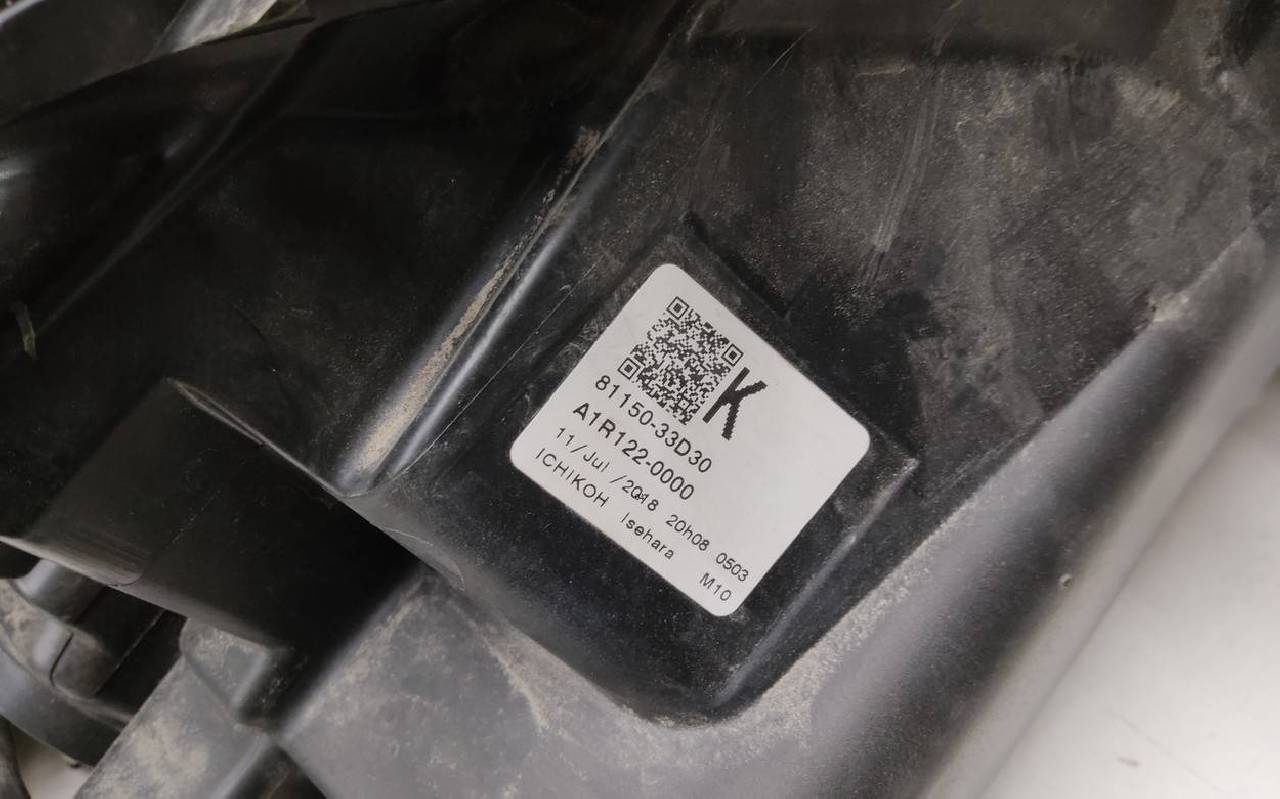 K
81150-33D30
A1R122-0000
11/Jul /2018 20h08 0503
ICHIKOH Isehara M10